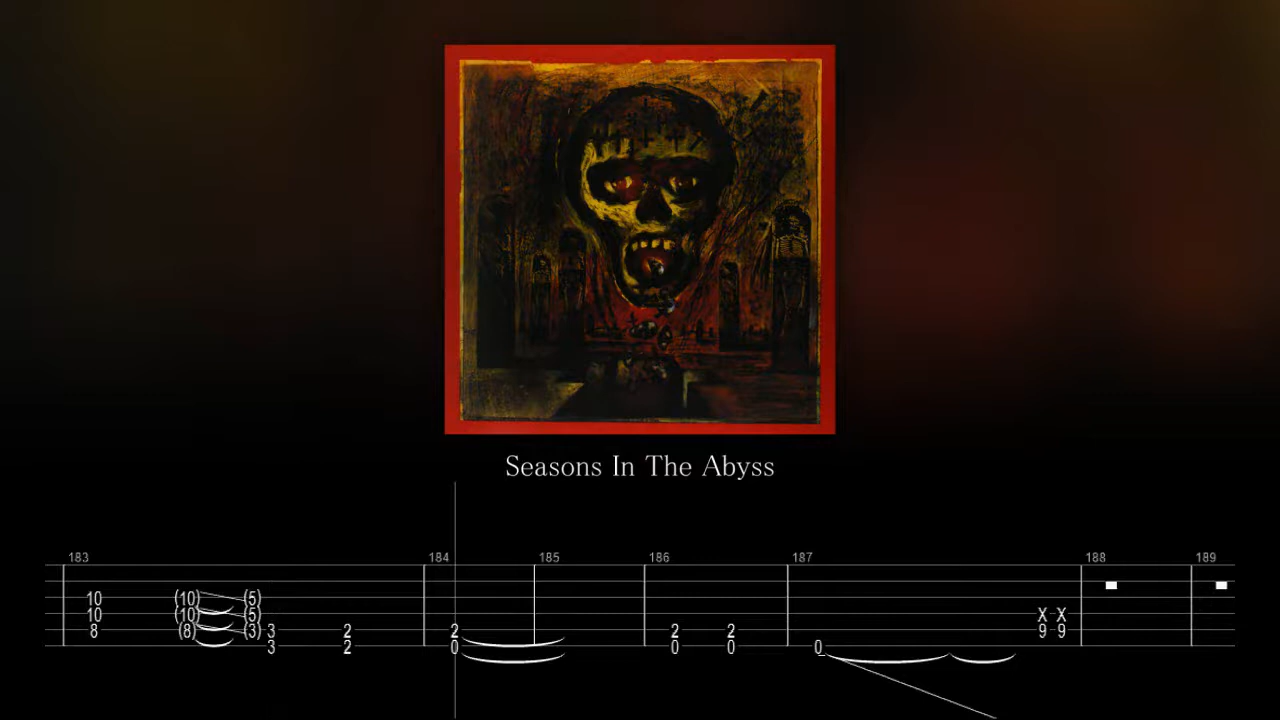 Seasons In The Abyss
183 184 185 186 187 188 189
10 (10) (5)
10 (10) (5) X X
8 (8) (3) 3 2 2 2 2 9 9
3 2 0 0 0 0